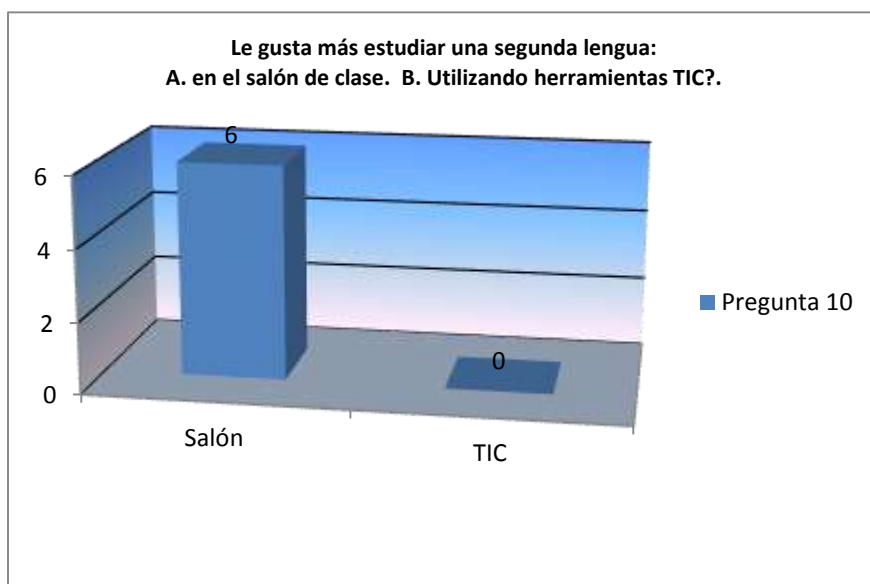 Le gusta más estudiar una segunda lengua:
A. en el salón de clase.  B. Utilizando herramientas TIC?.
6
6
4
2
0
0
Salón
TIC
Pregunta 10